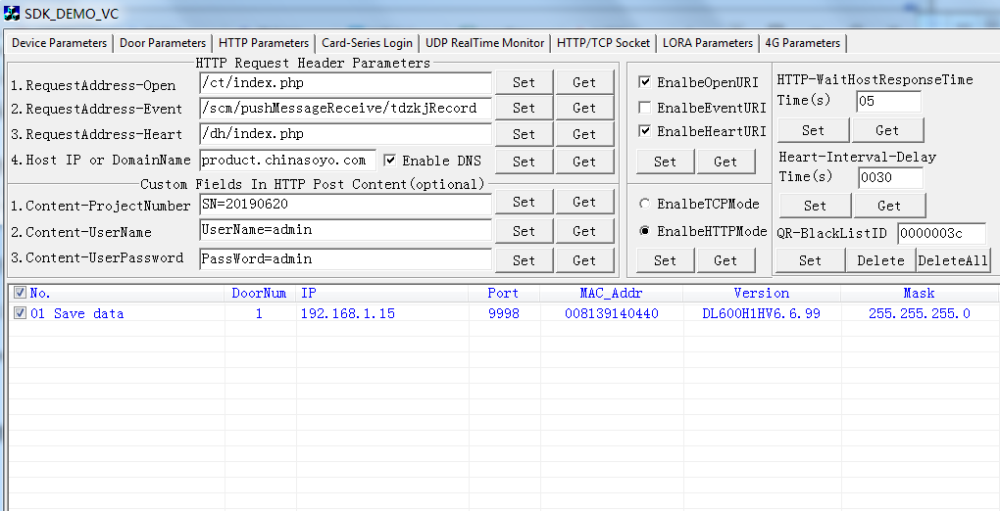 SDK_DEMO_VC
Device Parameters Door Parameters HTTP Parameters Card-Series Login UDP RealTime Monitor HTTP/TCP Socket LORA Parameters 4G Parameters
HTTP Request Header Parameters
1.RequestAddress-Open /ct/index.php Set Get
2.RequestAddress-Event /scm/pushMessageReceive/tdzkjRecord Set Get
3.RequestAddress-Heart /dh/index.php Set Get
4.Host IP or DomainName product.chinasoyo.com Enable DNS Set Get
Custom Fields In HTTP Post Content(optional)
1.Content-ProjectNumber SN=20190620 Set Get
2.Content-UserName UserName=admin Set Get
3.Content-UserPassword PassWord=admin Set Get
EnalbeOpenURI
EnalbeEventURI
EnalbeHeartURI
Set Get
EnalbeTCPMode
EnalbeHTTPMode
Set Get
HTTP-WaitHostResponseTime
Time(s) 05
Set Get
Heart-Interval-Delay
Time(s) 0030
Set Get
QR-BlackListID 0000003c
Set Delete DeleteAll
No. DoorNum IP Port MAC_Addr Version Mask
01 Save data 1 192.168.1.15 9998 008139140440 DL600H1HV6.6.99 255.255.255.0